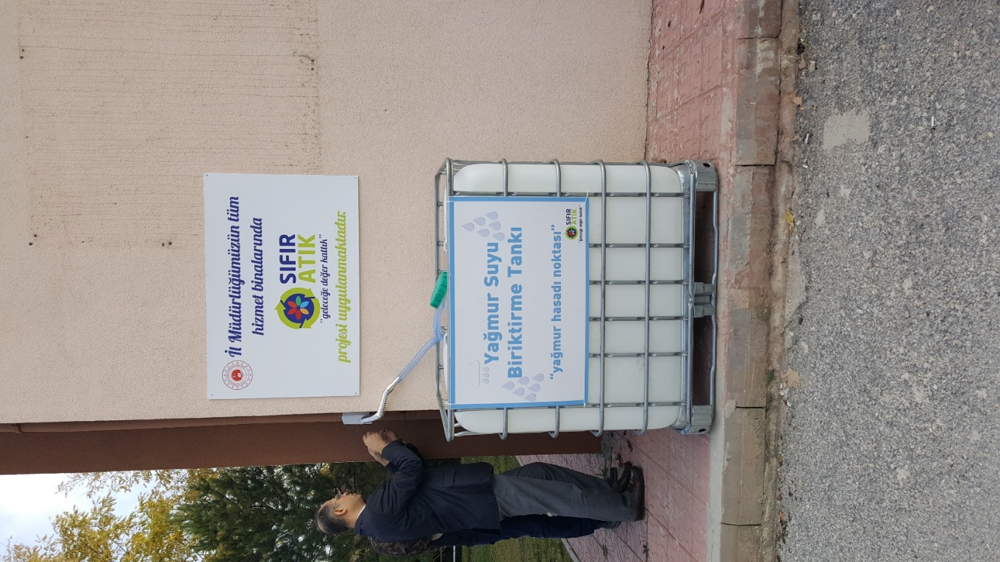 İl Müdürlüğümüzün tüm
hizmet binalarında
SIFIR
ATIK
"geleceğe değer kattık"
projesi uygulanmaktadır.
Yağmur Suyu
Biriktirme Tankı
"yağmur hasadı noktası"
SIFIR
ATIK